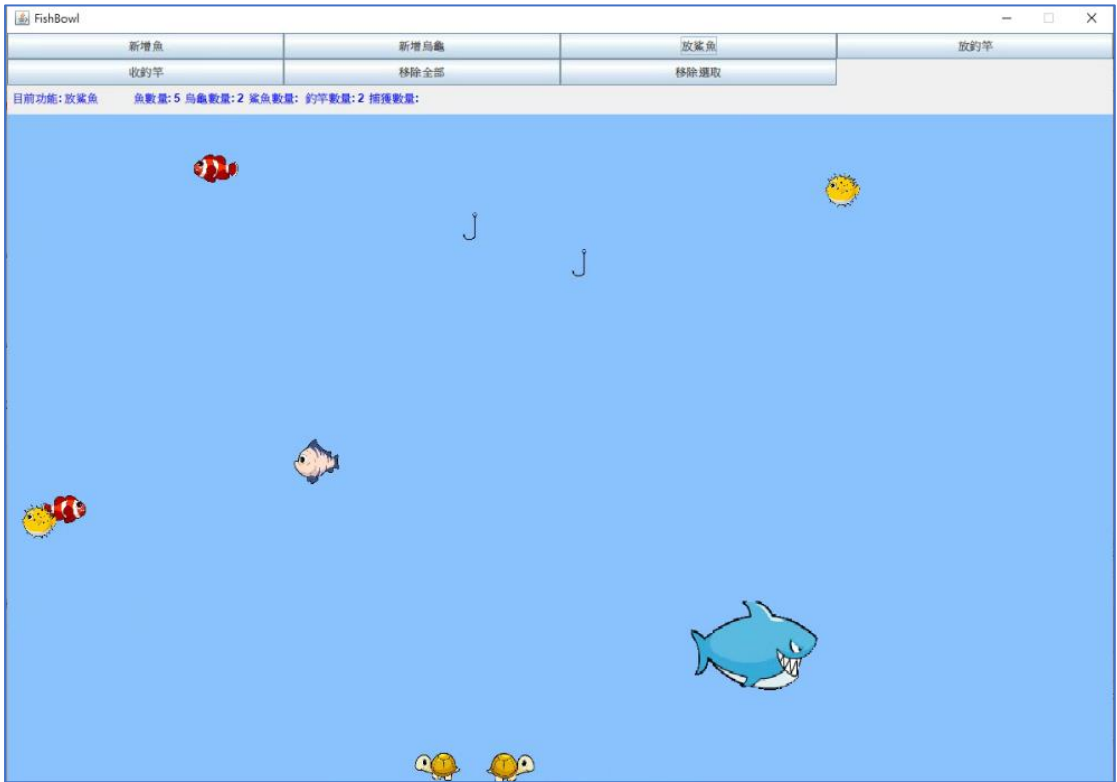 FishBowl
新增魚 新增烏龜 放鯊魚 放釣竿
收釣竿 移除全部 移除選取
目前功能: 放鯊魚 魚數量: 5 烏龜數量: 2 鯊魚數量: 釣竿數量: 2 捕獲數量: